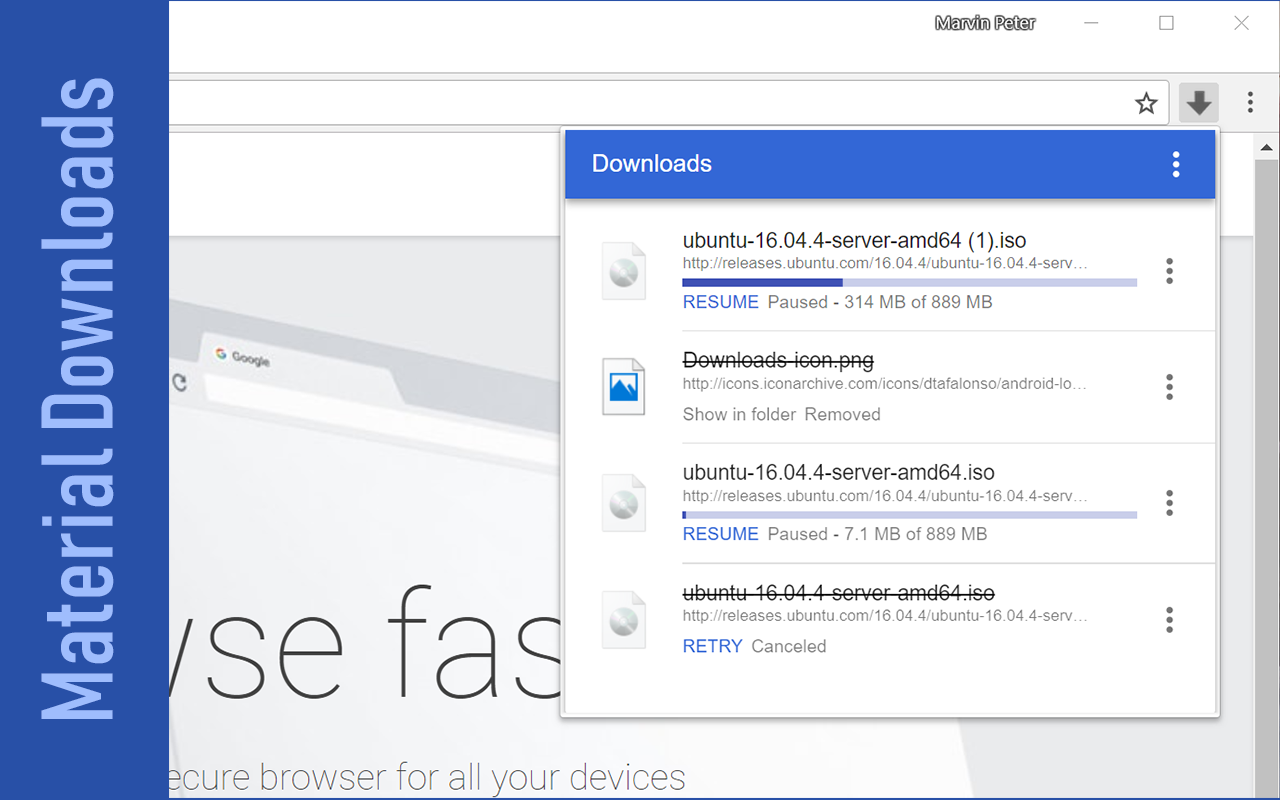 Material Downloads
Marvin Peter
Downloads
ubuntu-16.04.4-server-amd64 (1).iso
http://releases.ubuntu.com/16.04.4/ubuntu-16.04.4-serv…
RESUME Paused - 314 MB of 889 MB
Downloads-icon.png
http://icons.iconarchive.com/icons/dtafalonso/android-lo…
Show in folder Removed
ubuntu-16.04.4-server-amd64.iso
http://releases.ubuntu.com/16.04.4/ubuntu-16.04.4-serv…
RESUME Paused - 7.1 MB of 889 MB
ubuntu-16.04.4-server-amd64.iso
http://releases.ubuntu.com/16.04.4/ubuntu-16.04.4-serv…
RETRY Canceled
Google
wse fas
ecure browser for all your devices